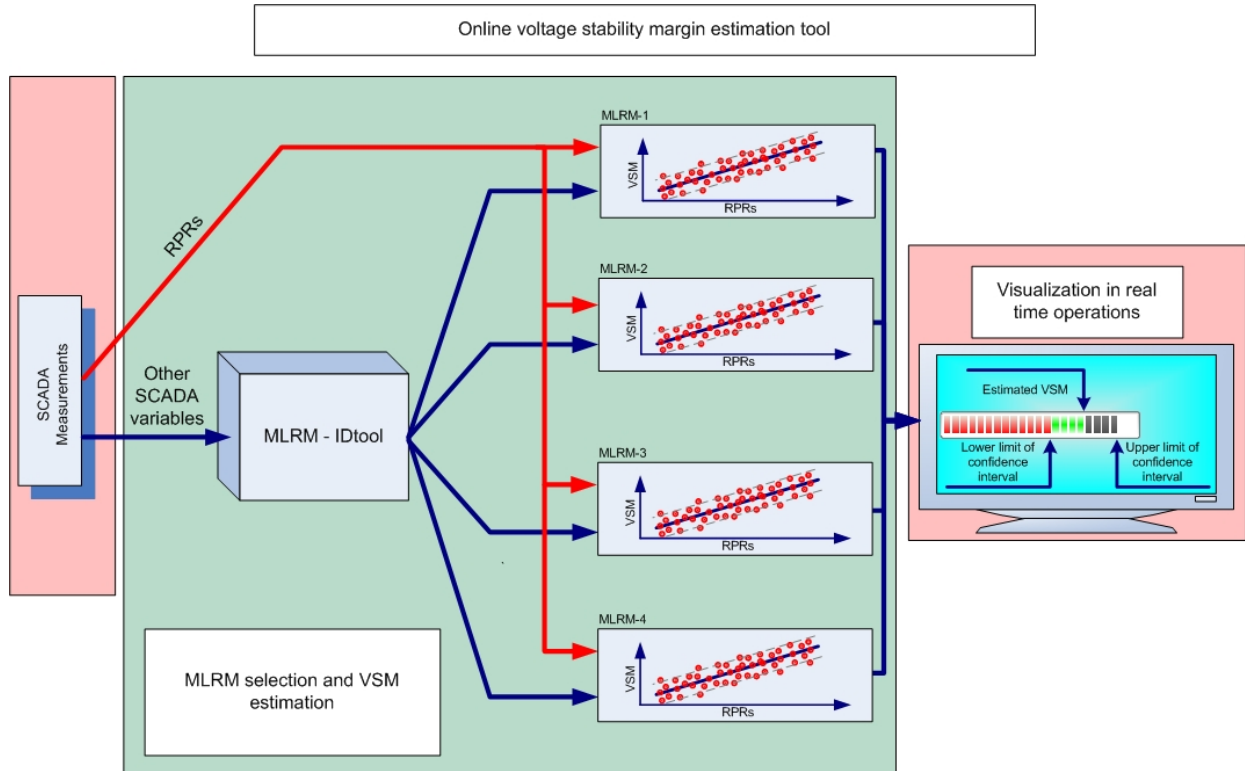 Online voltage stability margin estimation tool
SCADA
Measurements
RPRs
Other
SCADA
variables
MLRM - IDtool
MLRM selection and VSM
estimation
MLRM-1
VSM
RPRs
MLRM-2
VSM
RPRs
MLRM-3
VSM
RPRs
MLRM-4
VSM
RPRs
Visualization in real
time operations
Estimated VSM
Lower limit of
confidence
interval
Upper limit of
confidence
interval